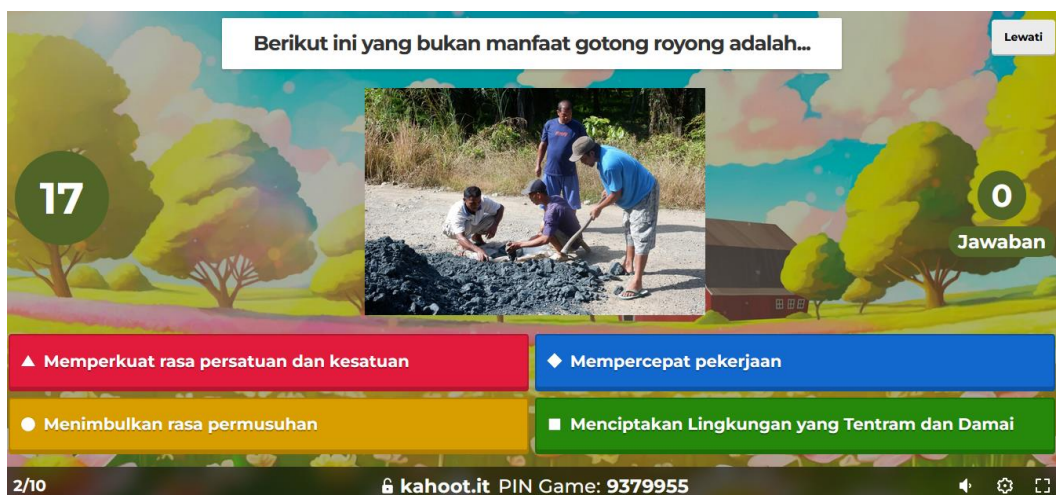 Berikut ini yang bukan manfaat gotong royong adalah...
Lewati
17
0
Jawaban
Memperkuat rasa persatuan dan kesatuan
Mempercepat pekerjaan
Menimbulkan rasa permusuhan
Menciptakan Lingkungan yang Tentram dan Damai
2/10
kahoot.it PIN Game: 9379955